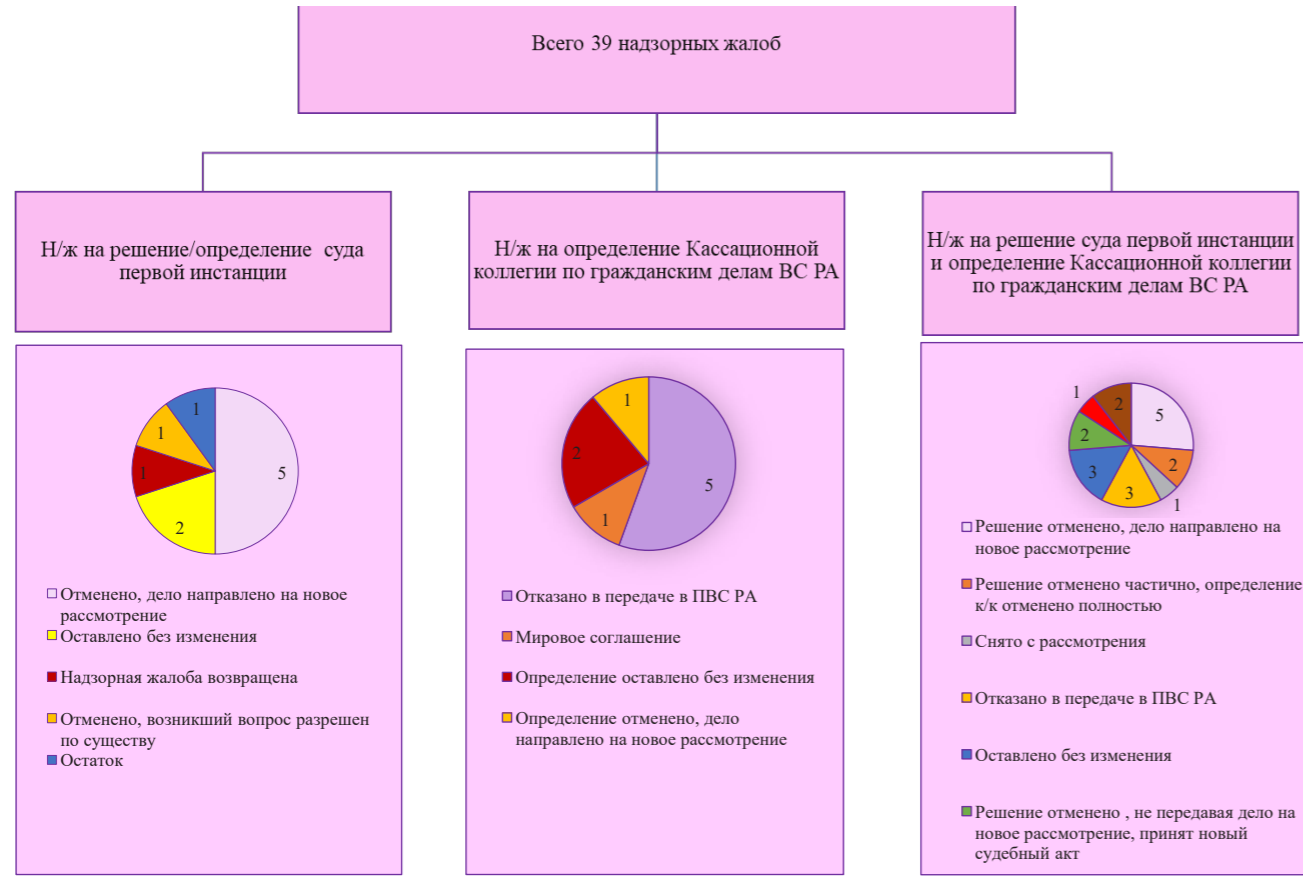 Всего 39 надзорных жалоб
Н/ж на решение/определение суда
первой инстанции
Н/ж на определение Кассационной
коллегии по гражданским делам ВС РА
Н/ж на решение суда первой инстанции
и определение Кассационной коллегии
по гражданским делам ВС РА
1
1
1
2
5
Отменено, дело направлено на новое
рассмотрение
Оставлено без изменения
Надзорная жалоба возвращена
Отменено, возникший вопрос разрешен
по существу
Остаток
1
2
1
5
Отказано в передаче в ПВС РА
Мировое соглашение
Определение оставлено без изменения
Определение отменено, дело
направлено на новое рассмотрение
1
2
5
2
2
3
3
1
Решение отменено, дело направлено на
новое рассмотрение
Решение отменено частично, определение
к/к отменено полностью
Снято с рассмотрения
Отказано в передаче в ПВС РА
Оставлено без изменения
Решение отменено , не передавая дело на
новое рассмотрение, принят новый
судебный акт